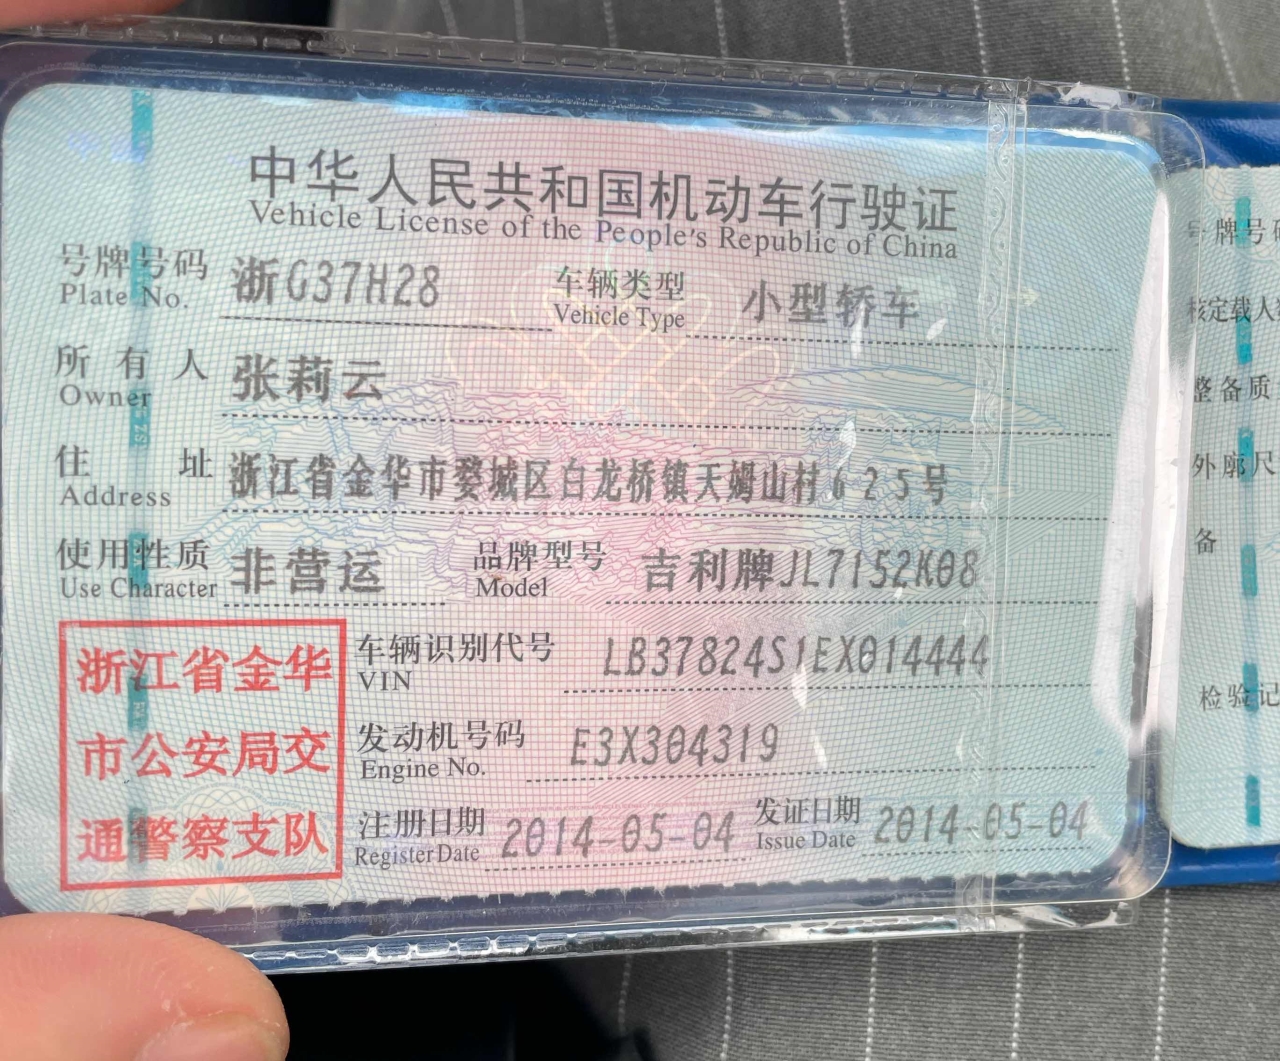 中华人民共和国机动车行驶证
Vehicle License of the People's Republic of China
号牌号码 浙G37H28 车辆类型 小型轿车
Plate No. Vehicle Type
所有人 张莉云
Owner
住址 浙江省金华市婺城区白龙桥镇天姆山村625号
Address
使用性质 非营运 品牌型号 吉利牌JL7152K08
Use Character Model
车辆识别代号 LB37824S1EX014444
VIN
发动机号码 E3X304319
Engine No.
注册日期 2014-05-04 发证日期 2014-05-04
Register Date Issue Date
浙江省金华
市公安局交
通警察支队
号牌号码
核定载人
整备质
外廓尺
备
检验记